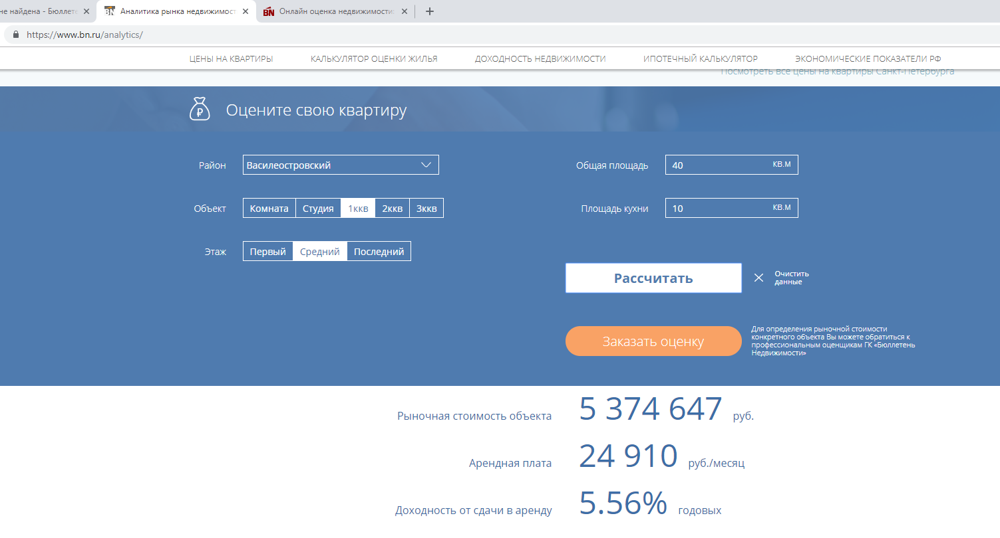 не найдена - Бюллете
Аналитика рынка недвижимост
Онлайн оценка недвижимости
https://www.bn.ru/analytics/
ЦЕНЫ НА КВАРТИРЫ
КАЛЬКУЛЯТОР ОЦЕНКИ ЖИЛЬЯ
ДОХОДНОСТЬ НЕДВИЖИМОСТИ
ИПОТЕЧНЫЙ КАЛЬКУЛЯТОР
ЭКОНОМИЧЕСКИЕ ПОКАЗАТЕЛИ РФ
Посмотреть все цены на квартиры Санкт-Петербурга
Оцените свою квартиру
Район
Василеостровский
Общая площадь
40 КВ.М
Объект
Комната Студия 1ккв 2ккв 3ккв
Площадь кухни
10 КВ.М
Этаж
Первый Средний Последний
Рассчитать
Очистить
данные
Заказать оценку
Для определения рыночной стоимости
конкретного объекта Вы можете обратиться к
профессиональным оценщикам ГК «Бюллетень
Недвижимости»
Рыночная стоимость объекта 5 374 647 руб.
Арендная плата 24 910 руб./месяц
Доходность от сдачи в аренду 5.56% годовых